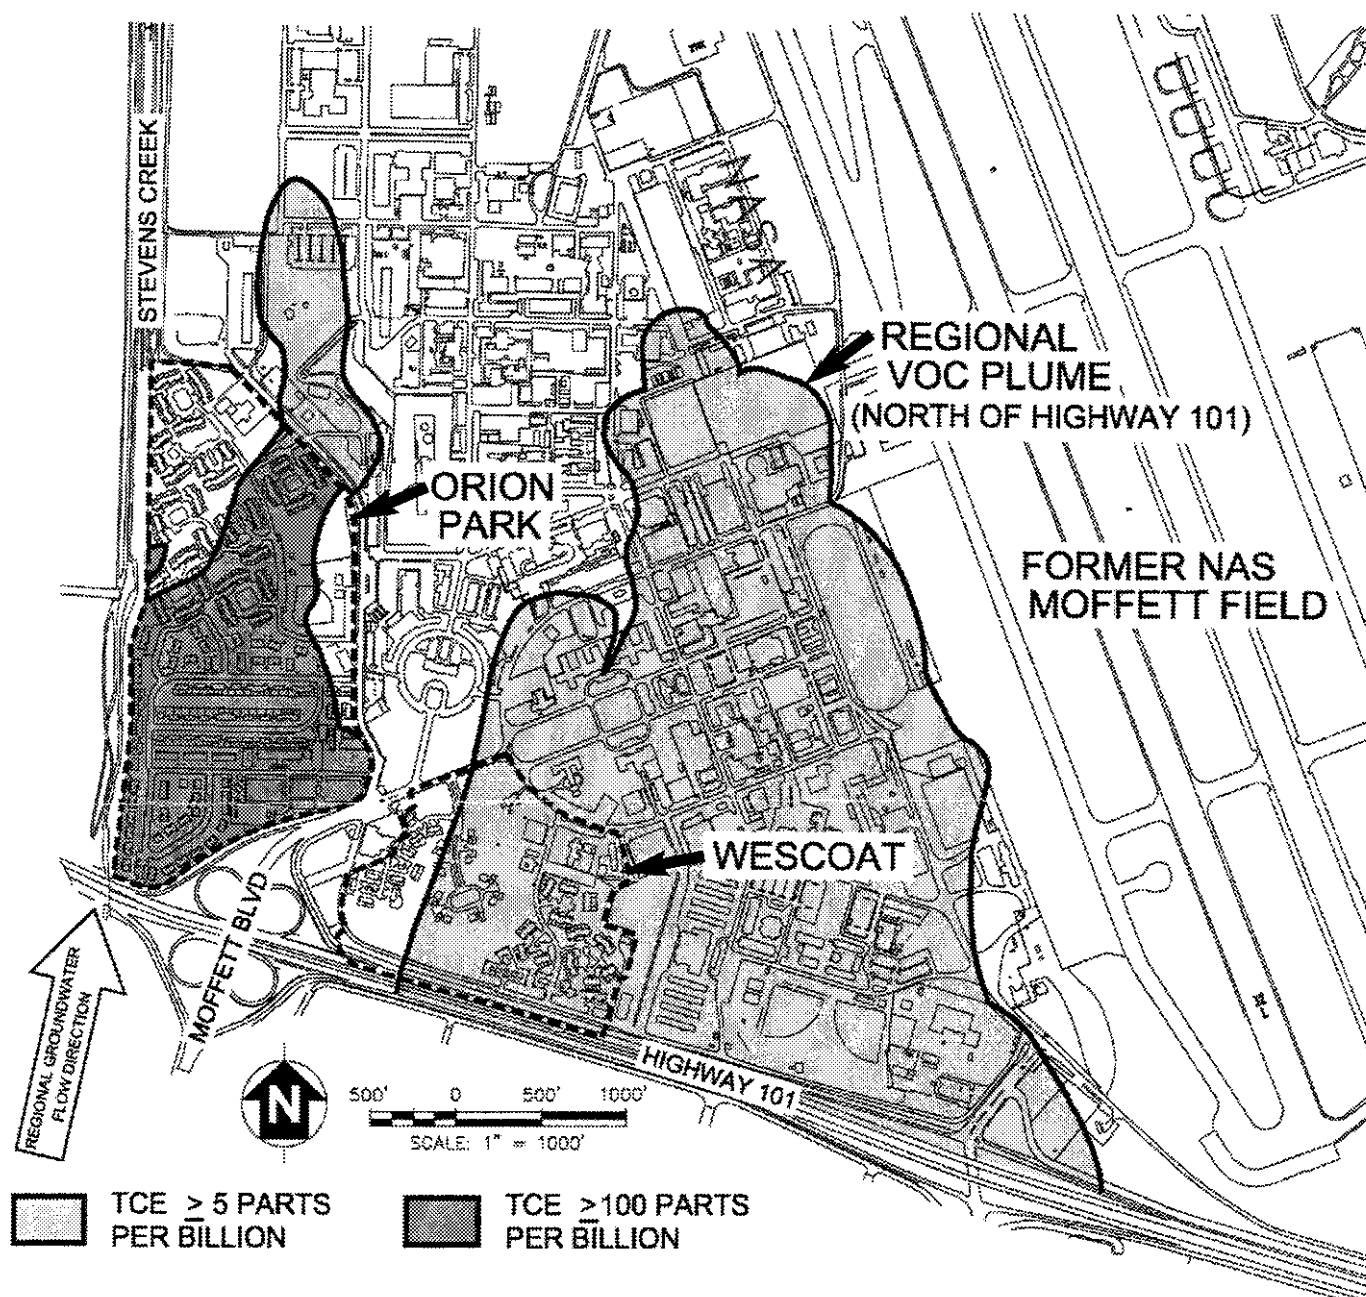 STEVENS CREEK
NASA
REGIONAL
VOC PLUME
(NORTH OF HIGHWAY 101)
ORION
PARK
FORMER NAS
MOFFETT FIELD
WESCOAT
MOFFETT BLVD
HIGHWAY 101
REGIONAL GROUNDWATER
FLOW DIRECTION
N
500' 0 500' 1000'
SCALE: 1" = 1000'
TCE ≥ 5 PARTS
PER BILLION
TCE ≥100 PARTS
PER BILLION